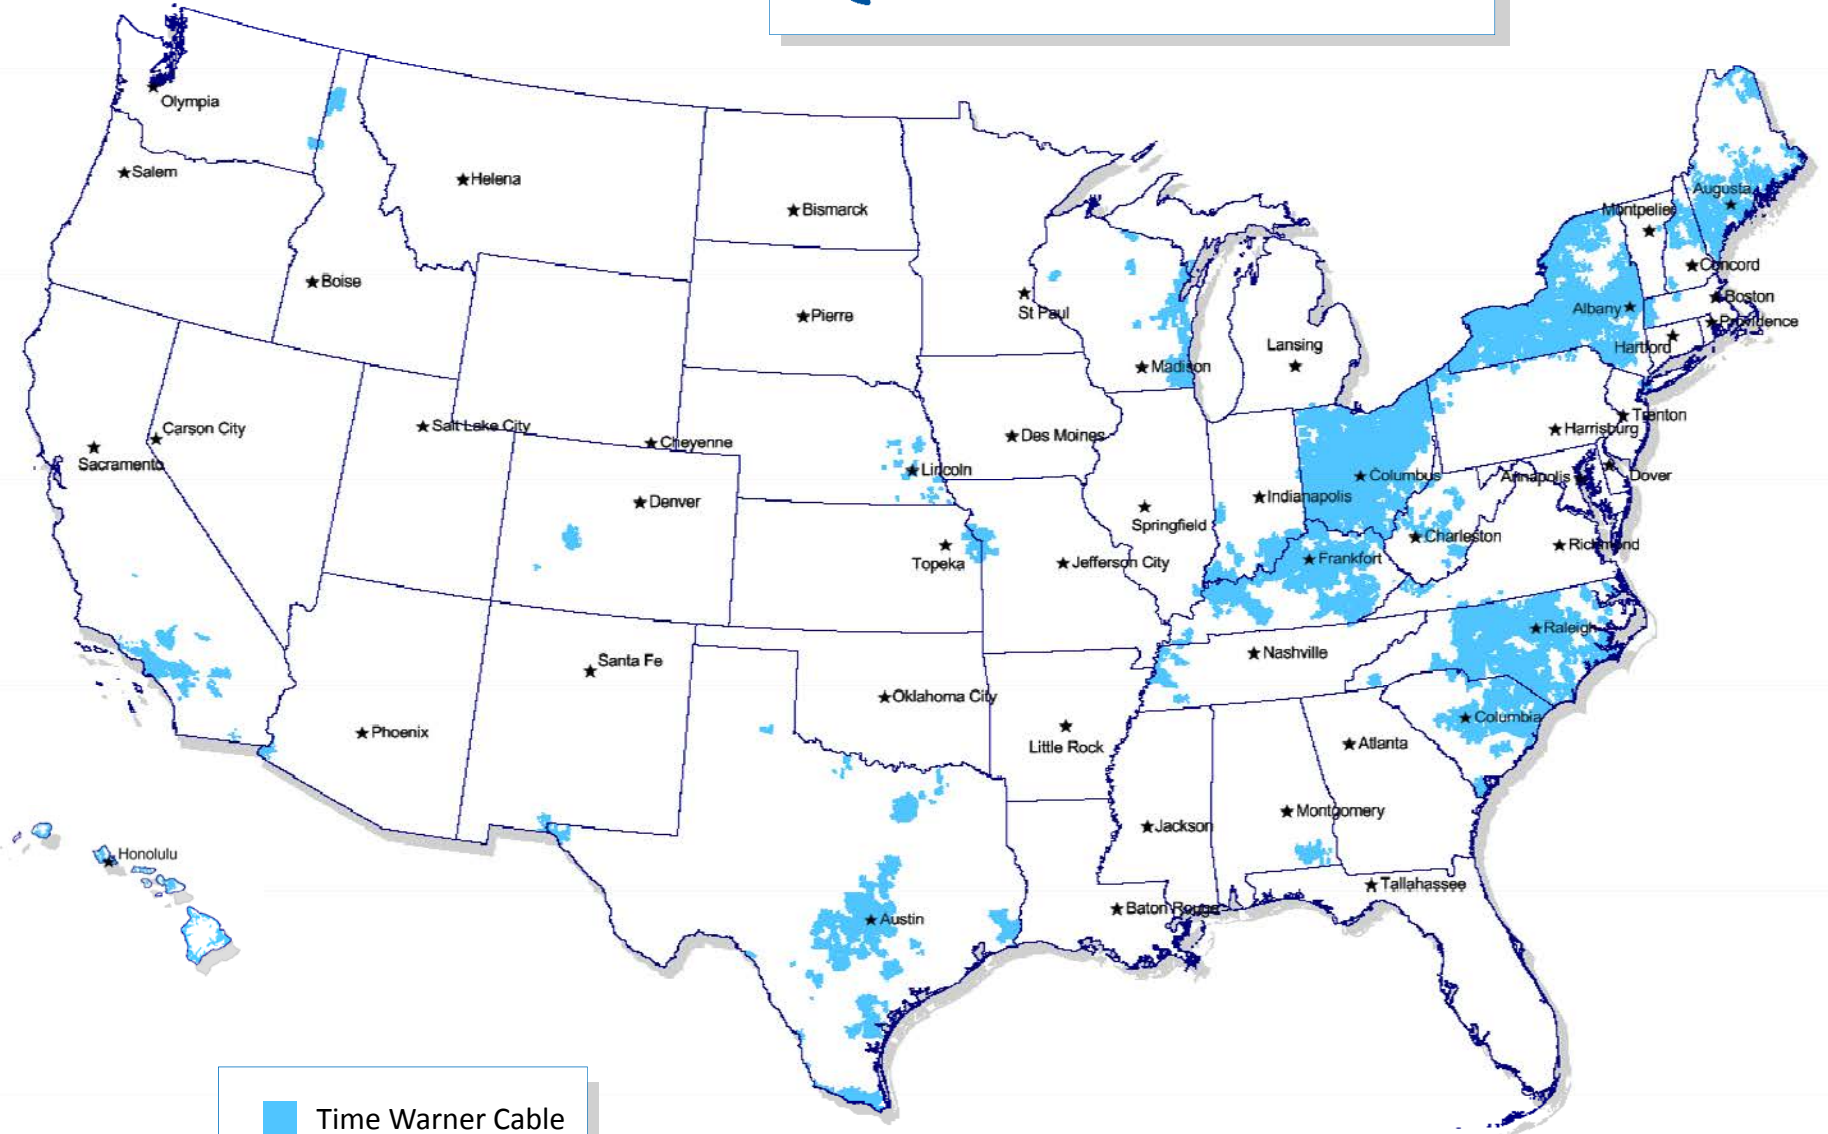 Olympia
Salem
Helena
Bismarck
Augusta
Montpelier
Boise
Concord
St Paul
Pierre
Boston
Albany
Providence
Lansing
Hartford
Madison
Carson City
Salt Lake City
Cheyenne
Des Moines
Trenton
Harrisburg
Sacramento
Lincoln
Columbus
Annapolis
Dover
Denver
Indianapolis
Springfield
Charleston
Richmond
Topeka
Jefferson City
Frankfort
Raleigh
Santa Fe
Nashville
Oklahoma City
Columbia
Phoenix
Little Rock
Atlanta
Montgomery
Jackson
Honolulu
Tallahassee
Baton Rouge
Austin
Time Warner Cable